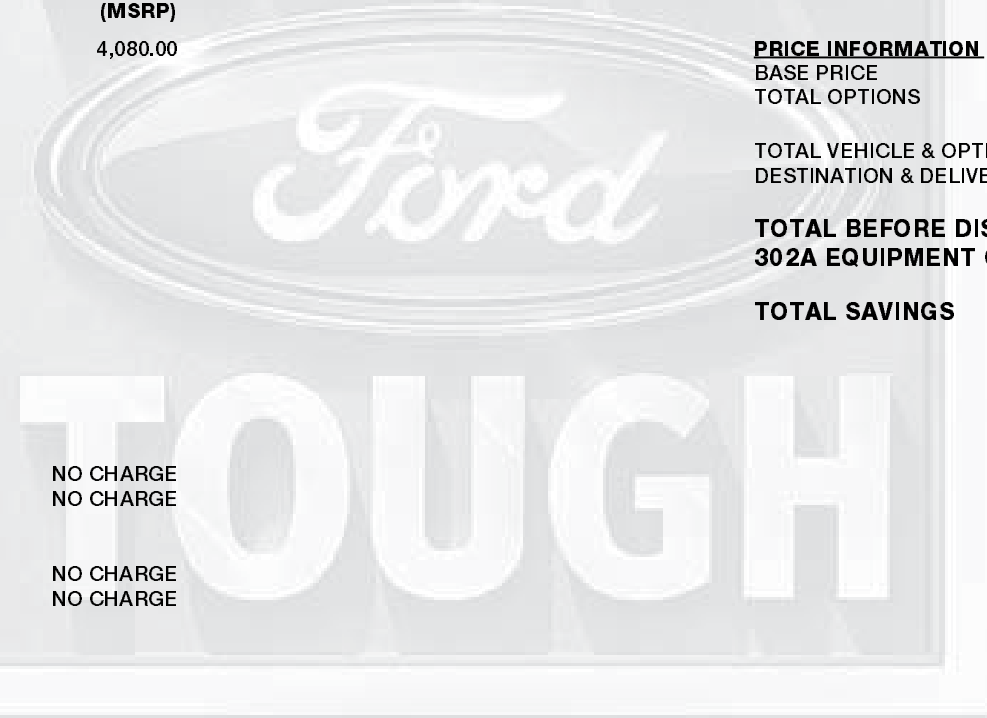 (MSRP)
4,080.00
PRICE INFORMATION
BASE PRICE
TOTAL OPTIONS
TOTAL VEHICLE & OPTI
DESTINATION & DELIVE
TOTAL BEFORE DIS
302A EQUIPMENT
TOTAL SAVINGS
Ford
TOUGH
NO CHARGE
NO CHARGE
NO CHARGE
NO CHARGE